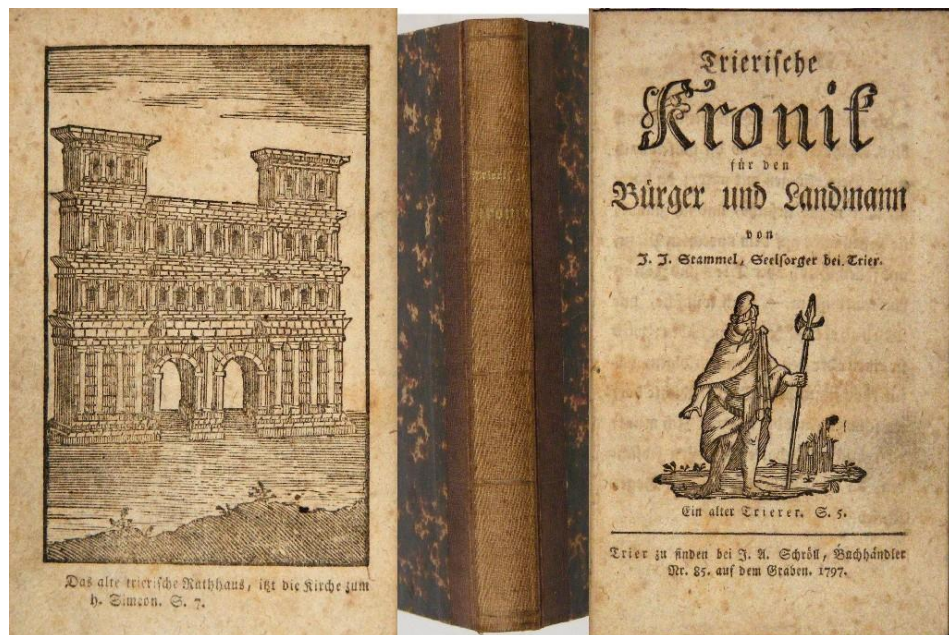 Das alte trierische Rathhaus, itzt die Kirche zum
h. Simeon. S. 7.
Kronik
Trierische
Kronik
für den
Bürger und Landmann
von
J. J. Stammel, Seelsorger bei Trier.
Ein alter Trierer. S. 5.
Trier zu finden bei J. A. Schröll, Buchhändler
Nr. 85. auf dem Graben. 1797.